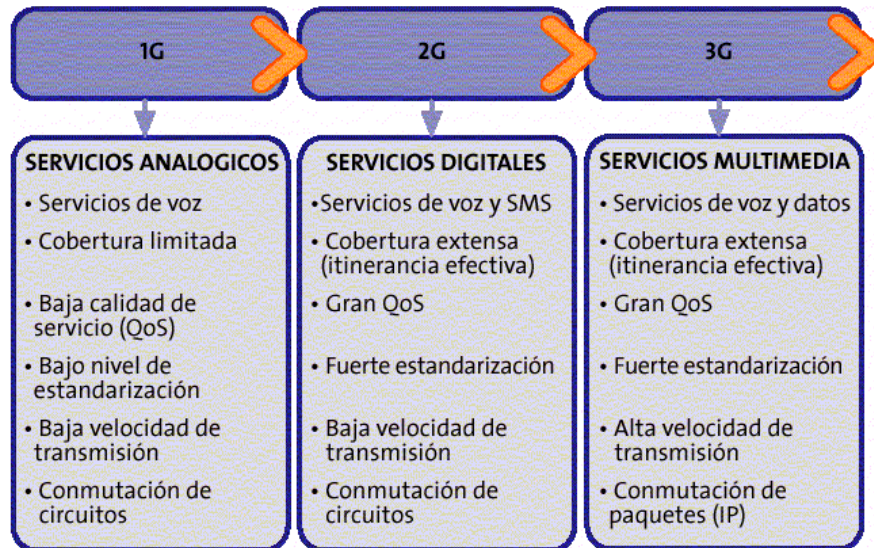 1G
2G
3G
SERVICIOS ANALOGICOS
• Servicios de voz
• Cobertura limitada
• Baja calidad de
servicio (QoS)
• Bajo nivel de
estandarización
• Baja velocidad de
transmisión
• Conmutación de
circuitos
SERVICIOS DIGITALES
•Servicios de voz y SMS
• Cobertura extensa
(itinerancia efectiva)
• Gran QoS
• Fuerte estandarización
• Baja velocidad de
transmisión
• Conmutación de
circuitos
SERVICIOS MULTIMEDIA
• Servicios de voz y datos
• Cobertura extensa
(itinerancia efectiva)
• Gran QoS
• Fuerte estandarización
• Alta velocidad de
transmisión
• Conmutación de
paquetes (IP)